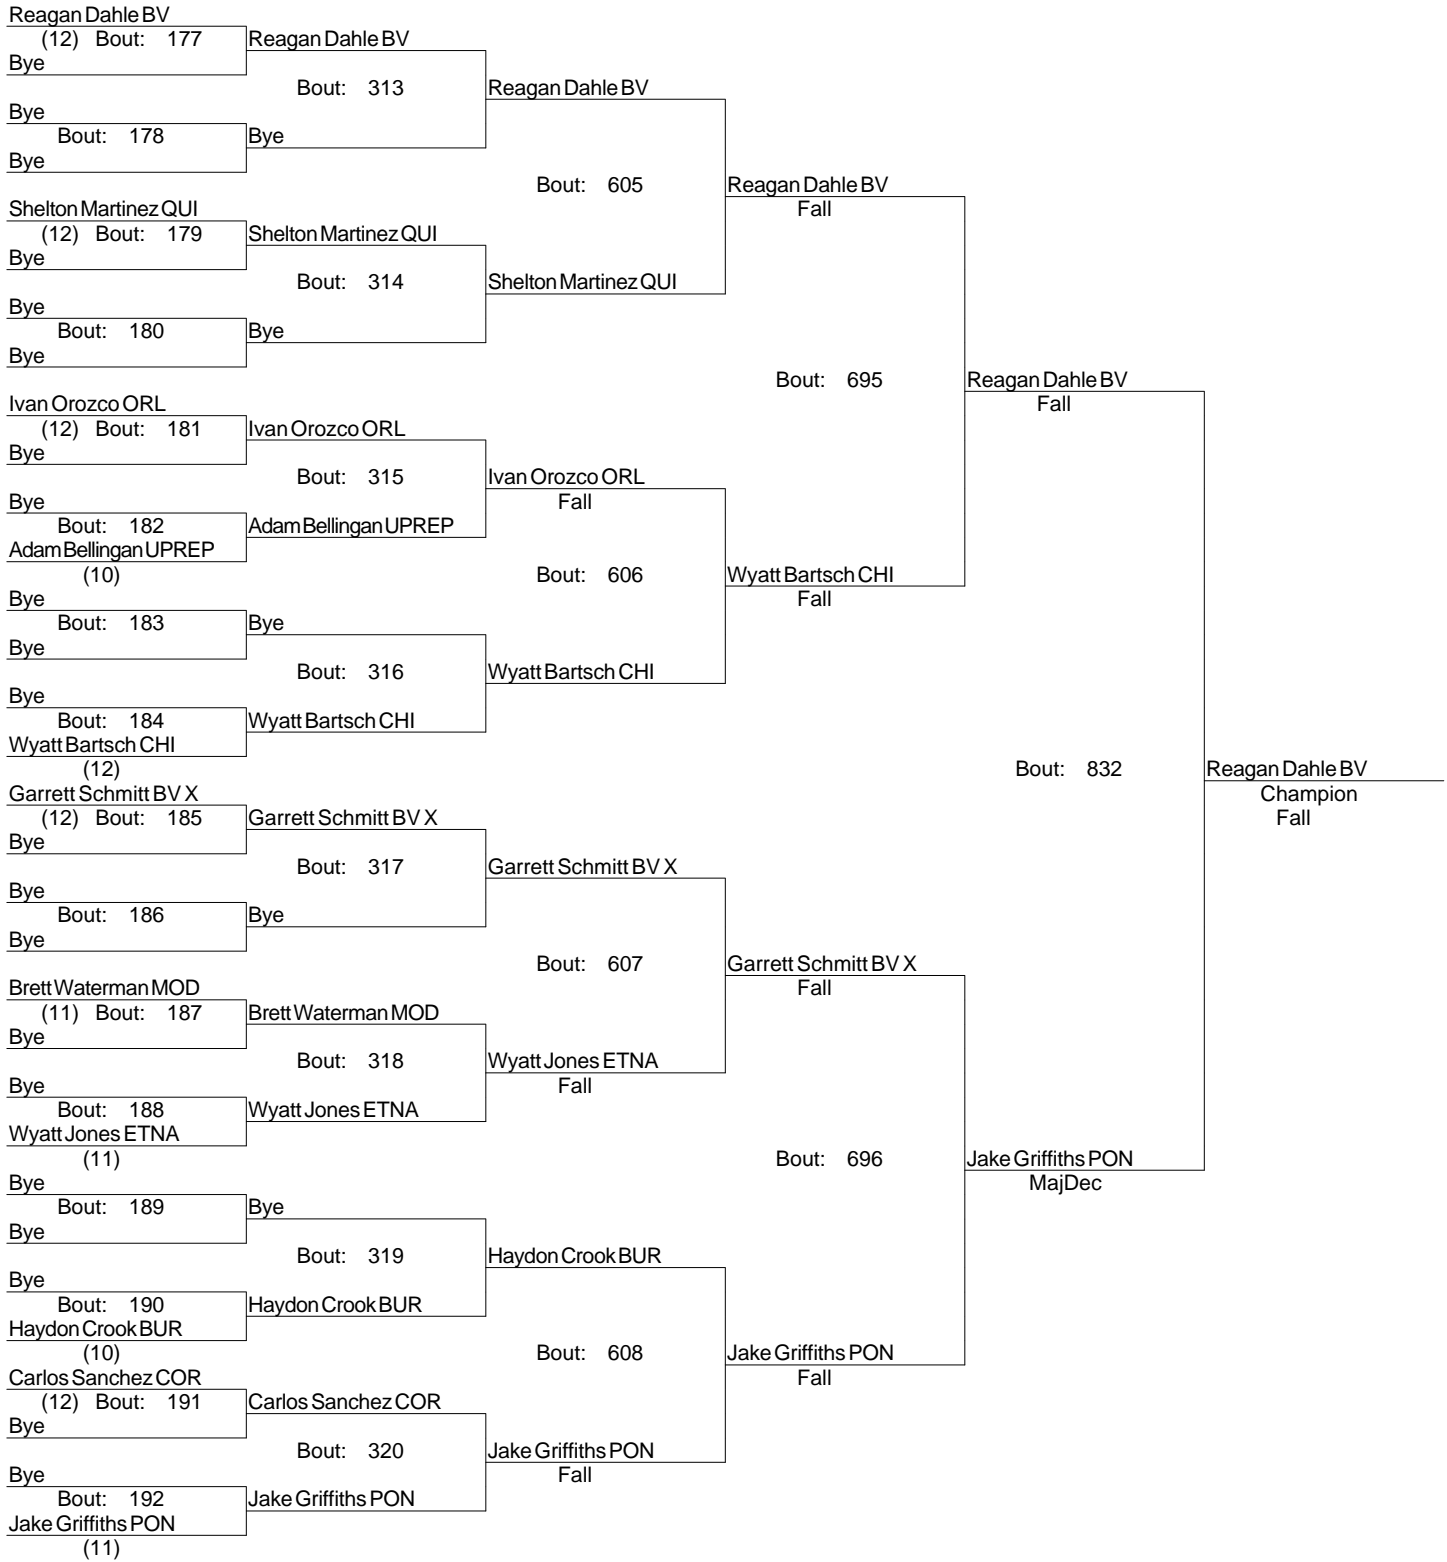 Reagan Dahle BV
(12) Bout: 177
Bye
Bye
Bout: 178
Bye
Shelton Martinez QUI
(12) Bout: 179
Bye
Bye
Bout: 180
Bye
Ivan Orozco ORL
(12) Bout: 181
Bye
Bye
Bout: 182
Adam Bellingan UPREP
(10)
Bye
Bout: 183
Bye
Bye
Bout: 184
Wyatt Bartsch CHI
(12)
Garrett Schmitt BV X
(12) Bout: 185
Bye
Bye
Bout: 186
Bye
Brett Waterman MOD
(11) Bout: 187
Bye
Bye
Bout: 188
Wyatt Jones ETNA
(11)
Bye
Bout: 189
Bye
Bye
Bout: 190
Haydon Crook BUR
(10)
Carlos Sanchez COR
(12) Bout: 191
Bye
Bye
Bout: 192
Jake Griffiths PON
(11)
Reagan Dahle BV
Bout: 313
Bye
Shelton Martinez QUI
Bout: 314
Bye
Ivan Orozco ORL
Bout: 315
Adam Bellingan UPREP
Bye
Bout: 316
Wyatt Bartsch CHI
Garrett Schmitt BV X
Bout: 317
Bye
Brett Waterman MOD
Bout: 318
Wyatt Jones ETNA
Bye
Bout: 319
Haydon Crook BUR
Carlos Sanchez COR
Bout: 320
Jake Griffiths PON
Reagan Dahle BV
Bout: 605
Shelton Martinez QUI
Ivan Orozco ORL
Fall
Bout: 606
Wyatt Bartsch CHI
Garrett Schmitt BV X
Bout: 607
Wyatt Jones ETNA
Fall
Haydon Crook BUR
Bout: 608
Jake Griffiths PON
Fall
Reagan Dahle BV
Fall
Bout: 695
Wyatt Bartsch CHI
Fall
Garrett Schmitt BV X
Fall
Bout: 696
Jake Griffiths PON
Fall
Reagan Dahle BV
Fall
Bout: 832
Jake Griffiths PON
MajDec
Reagan Dahle BV
Champion
Fall